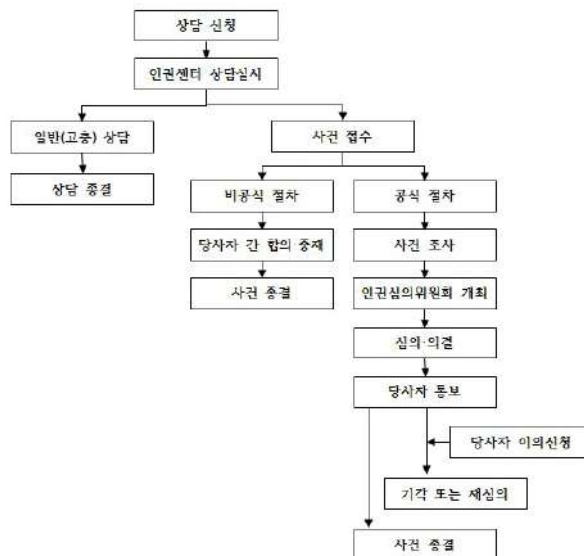 상담 신청
인권센터 상담실시
일반(고충) 상담
사건 접수
상담 종결
비공식 절차
공식 절차
당사자 간 합의 중재
사건 조사
사건 종결
인권심의위원회 개최
심의·의결
당사자 통보
당사자 이의신청
기각 또는 재심의
사건 종결